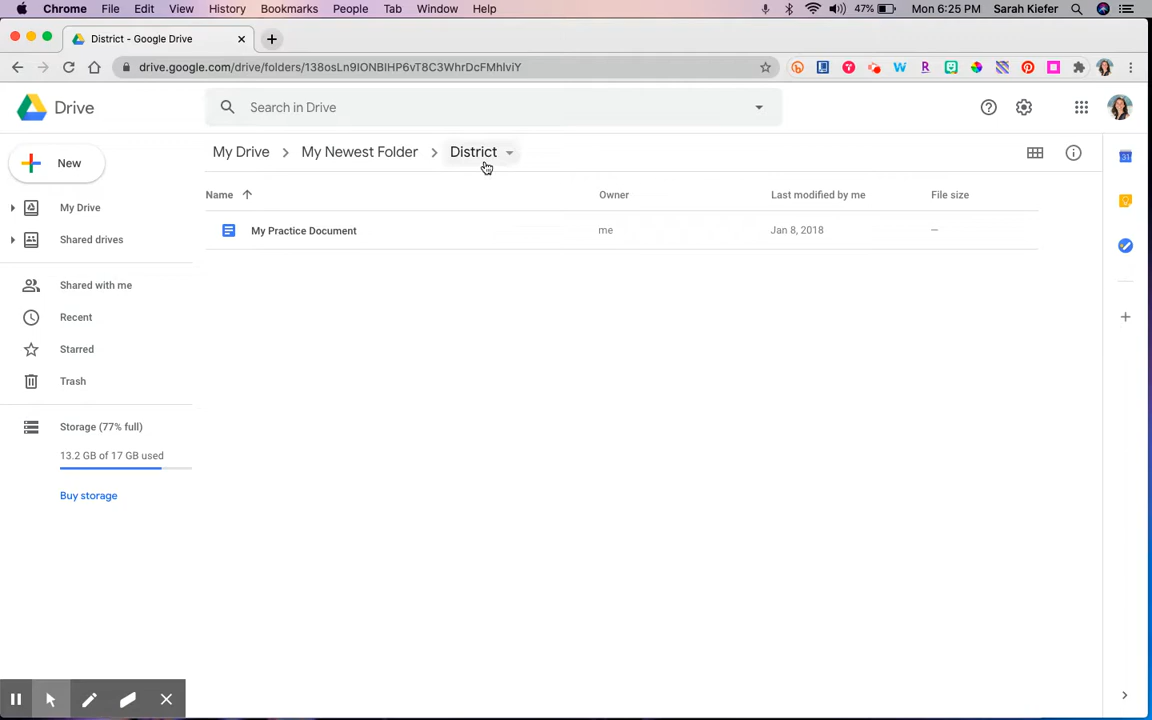 Chrome File Edit View History Bookmarks People Tab Window Help 47% Mon 6:25 PM Sarah Kiefer
District - Google Drive
drive.google.com/drive/folders/138osLn9IONBIHP6vT8C3WhrDcFMhIviY
Drive
Search in Drive
New
My Drive
Shared drives
Shared with me
Recent
Starred
Trash
Storage (77% full)
13.2 GB of 17 GB used
Buy storage
My Drive > My Newest Folder > District
Name Owner Last modified by me File size
My Practice Document me Jan 8, 2018 —
31